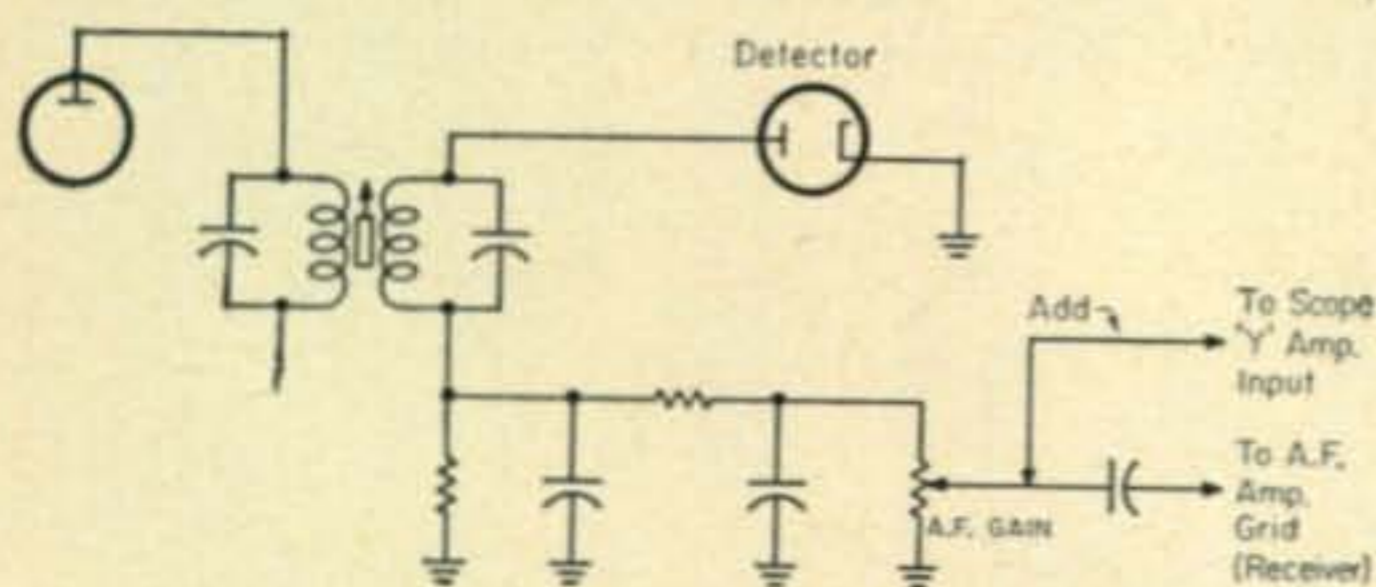 Detector
Add
To Scope
'Y' Amp.
Input
To A.F.
Amp.
Grid
(Receiver)
A.F. GAIN